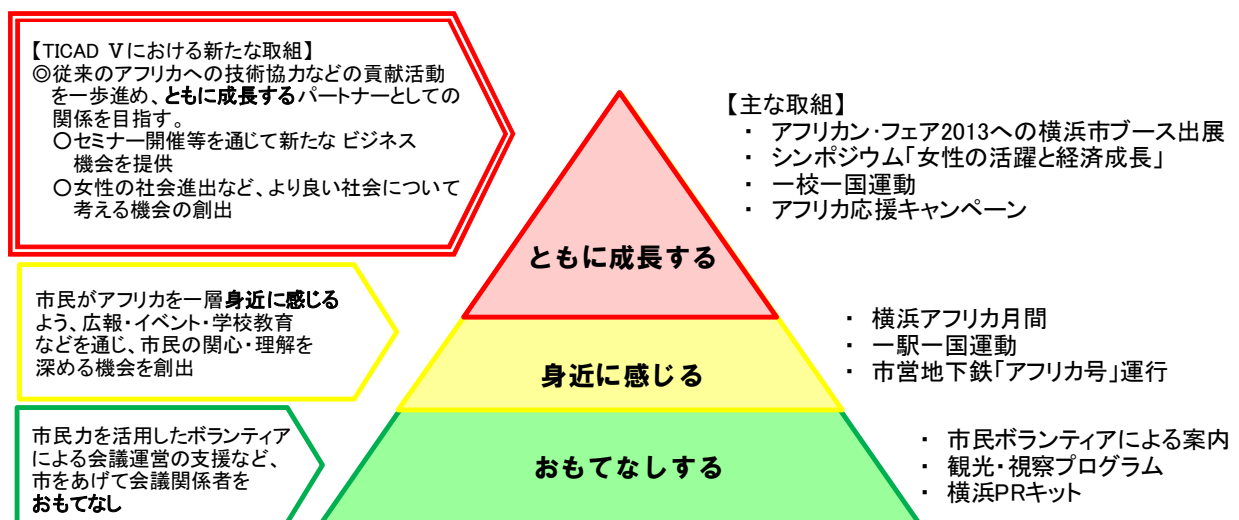 【TICAD Ⅴにおける新たな取組】
◎従来のアフリカへの技術協力などの貢献活動
を一歩進め、ともに成長するパートナーとしての
関係を目指す。
○セミナー開催等を通じて新たな ビジネス
機会を提供
○女性の社会進出など、より良い社会について
考える機会の創出
【主な取組】
・ アフリカン・フェア2013への横浜市ブース出展
・ シンポジウム「女性の活躍と経済成長」
・ 一校一国運動
・ アフリカ応援キャンペーン
ともに成長する
市民がアフリカを一層身近に感じる
よう、広報・イベント・学校教育
などを通じ、市民の関心・理解を
深める機会を創出
身近に感じる
・ 横浜アフリカ月間
・ 一駅一国運動
・ 市営地下鉄「アフリカ号」運行
市民力を活用したボランティア
による会議運営の支援など、
市をあげて会議関係者を
おもてなし
おもてなしする
・ 市民ボランティアによる案内
・ 観光・視察プログラム
・ 横浜PRキット